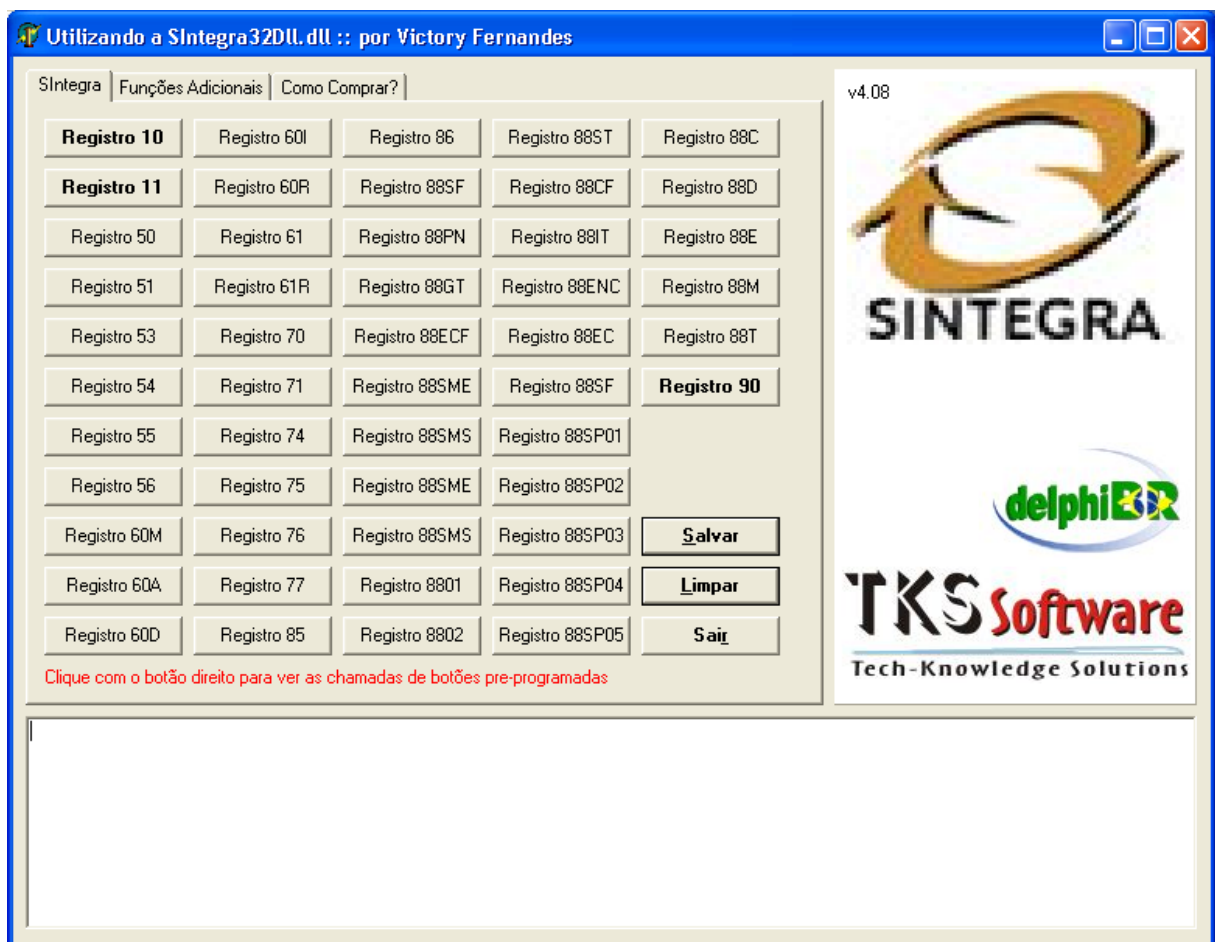 Utilizando a SIntegra32Dll.dll :: por Victory Fernandes
SIntegra Funções Adicionais Como Comprar?
v4.08
Registro 10 Registro 60I Registro 86 Registro 88ST Registro 88C
Registro 11 Registro 60R Registro 88SF Registro 88CF Registro 88D
Registro 50 Registro 61 Registro 88PN Registro 88IT Registro 88E
Registro 51 Registro 61R Registro 88GT Registro 88ENC Registro 88M
Registro 53 Registro 70 Registro 88ECF Registro 88EC Registro 88T
Registro 54 Registro 71 Registro 88SME Registro 88SF Registro 90
Registro 55 Registro 74 Registro 88SMS Registro 88SP01
Registro 56 Registro 75 Registro 88SME Registro 88SP02
Registro 60M Registro 76 Registro 88SMS Registro 88SP03 Salvar
Registro 60A Registro 77 Registro 8801 Registro 88SP04 Limpar
Registro 60D Registro 85 Registro 8802 Registro 88SP05 Sair
Clique com o botão direito para ver as chamadas de botões pre-programadas
SINTEGRA
delphiBR
TKS Software
Tech-Knowledge Solutions